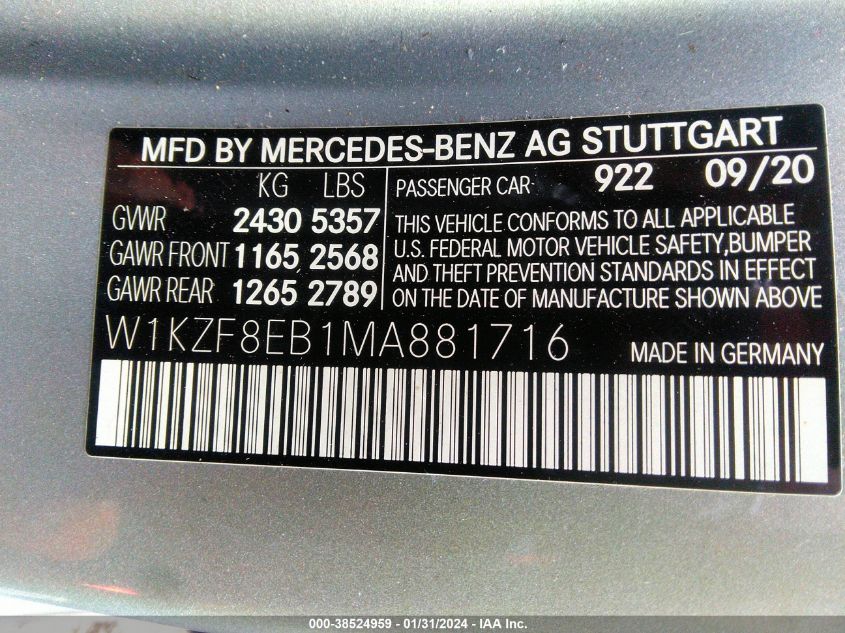 MFD BY MERCEDES-BENZ AG STUTTGART
KG LBS
GVWR 2430 5357
GAWR FRONT 1165 2568
GAWR REAR 1265 2789
PASSENGER CAR 922 09/20
THIS VEHICLE CONFORMS TO ALL APPLICABLE
U.S. FEDERAL MOTOR VEHICLE SAFETY,BUMPER
AND THEFT PREVENTION STANDARDS IN EFFECT
ON THE DATE OF MANUFACTURING SHOWN ABOVE
W1KZF8EB1MA881716 MADE IN GERMANY
000-38524959 - 01/31/2024 - IAA Inc.